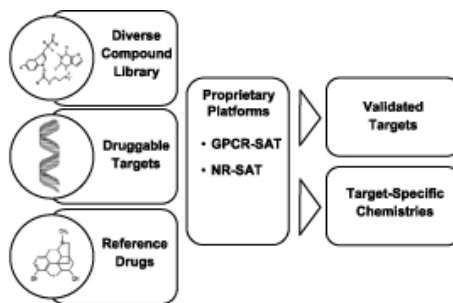 Diverse
Compound
Library
Druggable
Targets
Reference
Drugs
Proprietary
Platforms
• GPCR-SAT
• NR-SAT
Validated
Targets
Target-Specific
Chemistries